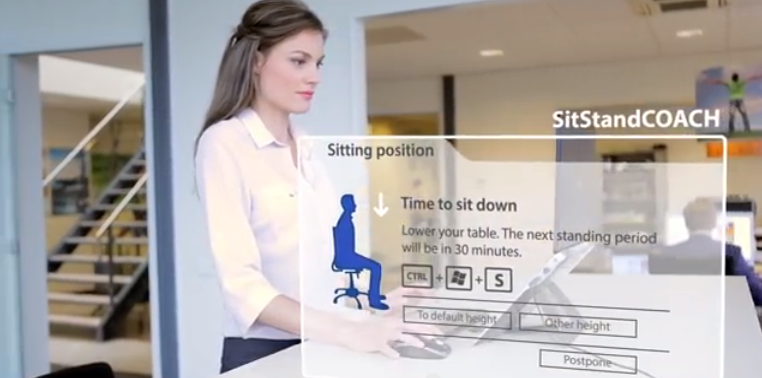 SitStandCOACH
Sitting position
Time to sit down
Lower your table. The next standing period
will be in 30 minutes.
CTRL + + S
To default height Other height
Postpone